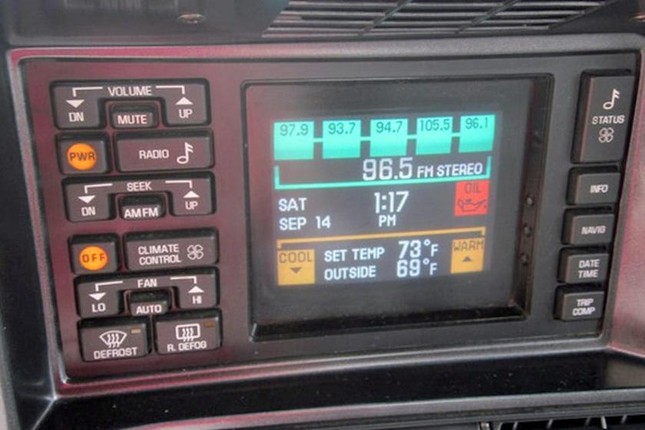 VOLUME
DN
MUTE
UP
PWR
RADIO
SEEK
DN
AM FM
UP
OFF
CLIMATE
CONTROL
FAN
LO
AUTO
HI
DEFROST
R. DEFOG
97.9 93.7 94.7 105.5 96.1
96.5 FM STEREO
SAT 1:17
SEP 14 PM
OIL
COOL
SET TEMP 73°F
OUTSIDE 69°F
WARM
STATUS
INFO
NAVIG
DATE
TIME
TRIP
COMP